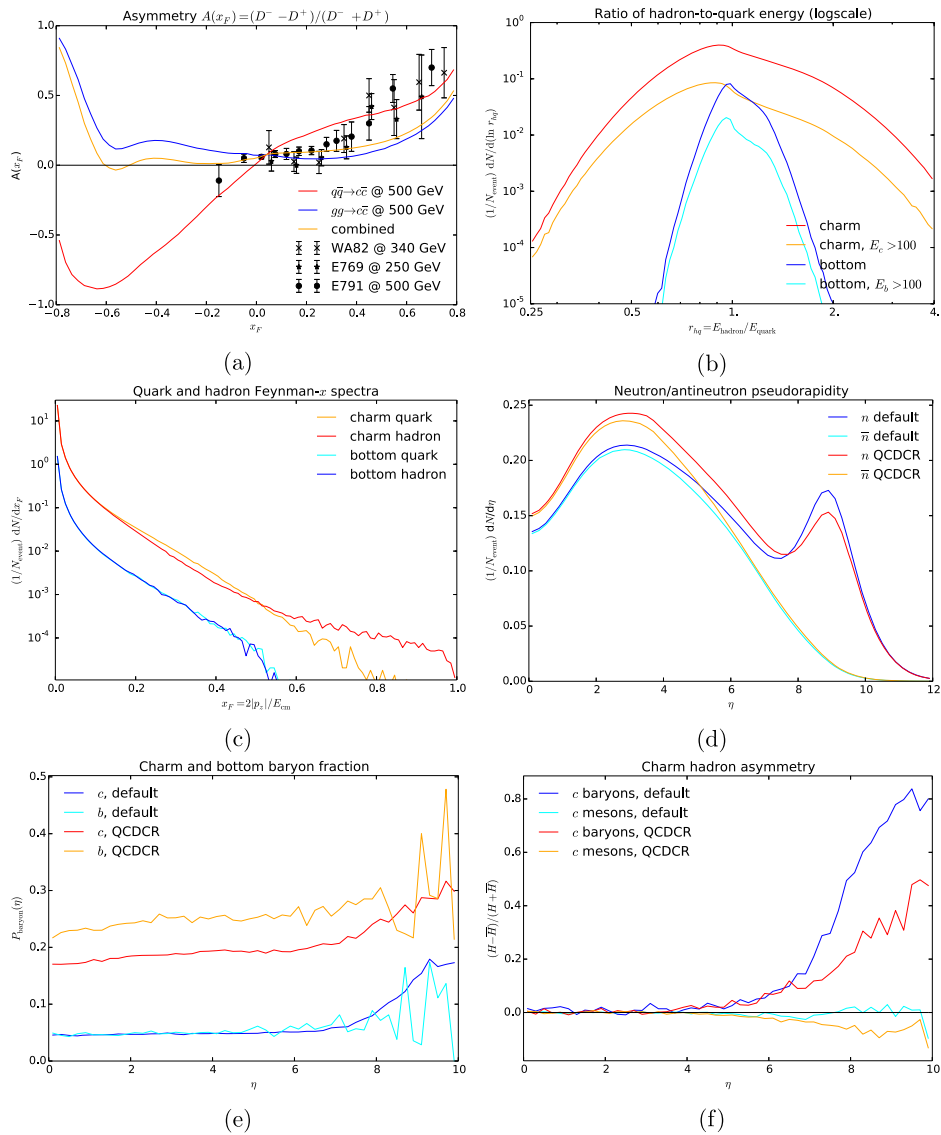 Asymmetry A(x_F)=(D^- −D^+)/(D^- +D^+)
A(x_F)
1.0
0.5
0.0
−0.5
−1.0
−0.8 −0.6 −0.4 −0.2 0.0 0.2 0.4 0.6 0.8
x_F
qq̅→cc̅ @ 500 GeV
gg→cc̅ @ 500 GeV
combined
WA82 @ 340 GeV
E769 @ 250 GeV
E791 @ 500 GeV
(a)
Ratio of hadron-to-quark energy (logscale)
(1/N_event) dN/d(ln r_hq)
10^0
10^-1
10^-2
10^-3
10^-4
10^-5
0.25 0.5 1.0 2.0 4.
r_hq=E_hadron/E_quark
charm
charm, E_c >100
bottom
bottom, E_b >100
(b)
Quark and hadron Feynman-x spectra
(1/N_event) dN/dx_F
10^1
10^0
10^-1
10^-2
10^-3
10^-4
0.0 0.2 0.4 0.6 0.8 1.0
x_F =2|p_z|/E_cm
charm quark
charm hadron
bottom quark
bottom hadron
(c)
Neutron/antineutron pseudorapidity
(1/N_event) dN/dη
0.25
0.20
0.15
0.10
0.05
0.00
0 2 4 6 8 10 12
η
n default
n̅ default
n QCDCR
n̅ QCDCR
(d)
Charm and bottom baryon fraction
P_baryon(η)
0.5
0.4
0.3
0.2
0.1
0.0
0 2 4 6 8 10
η
c, default
b, default
c, QCDCR
b, QCDCR
(e)
Charm hadron asymmetry
(H−H̅)/(H+H̅)
0.8
0.6
0.4
0.2
0.0
0 2 4 6 8 10
η
c baryons, default
c mesons, default
c baryons, QCDCR
c mesons, QCDCR
(f)